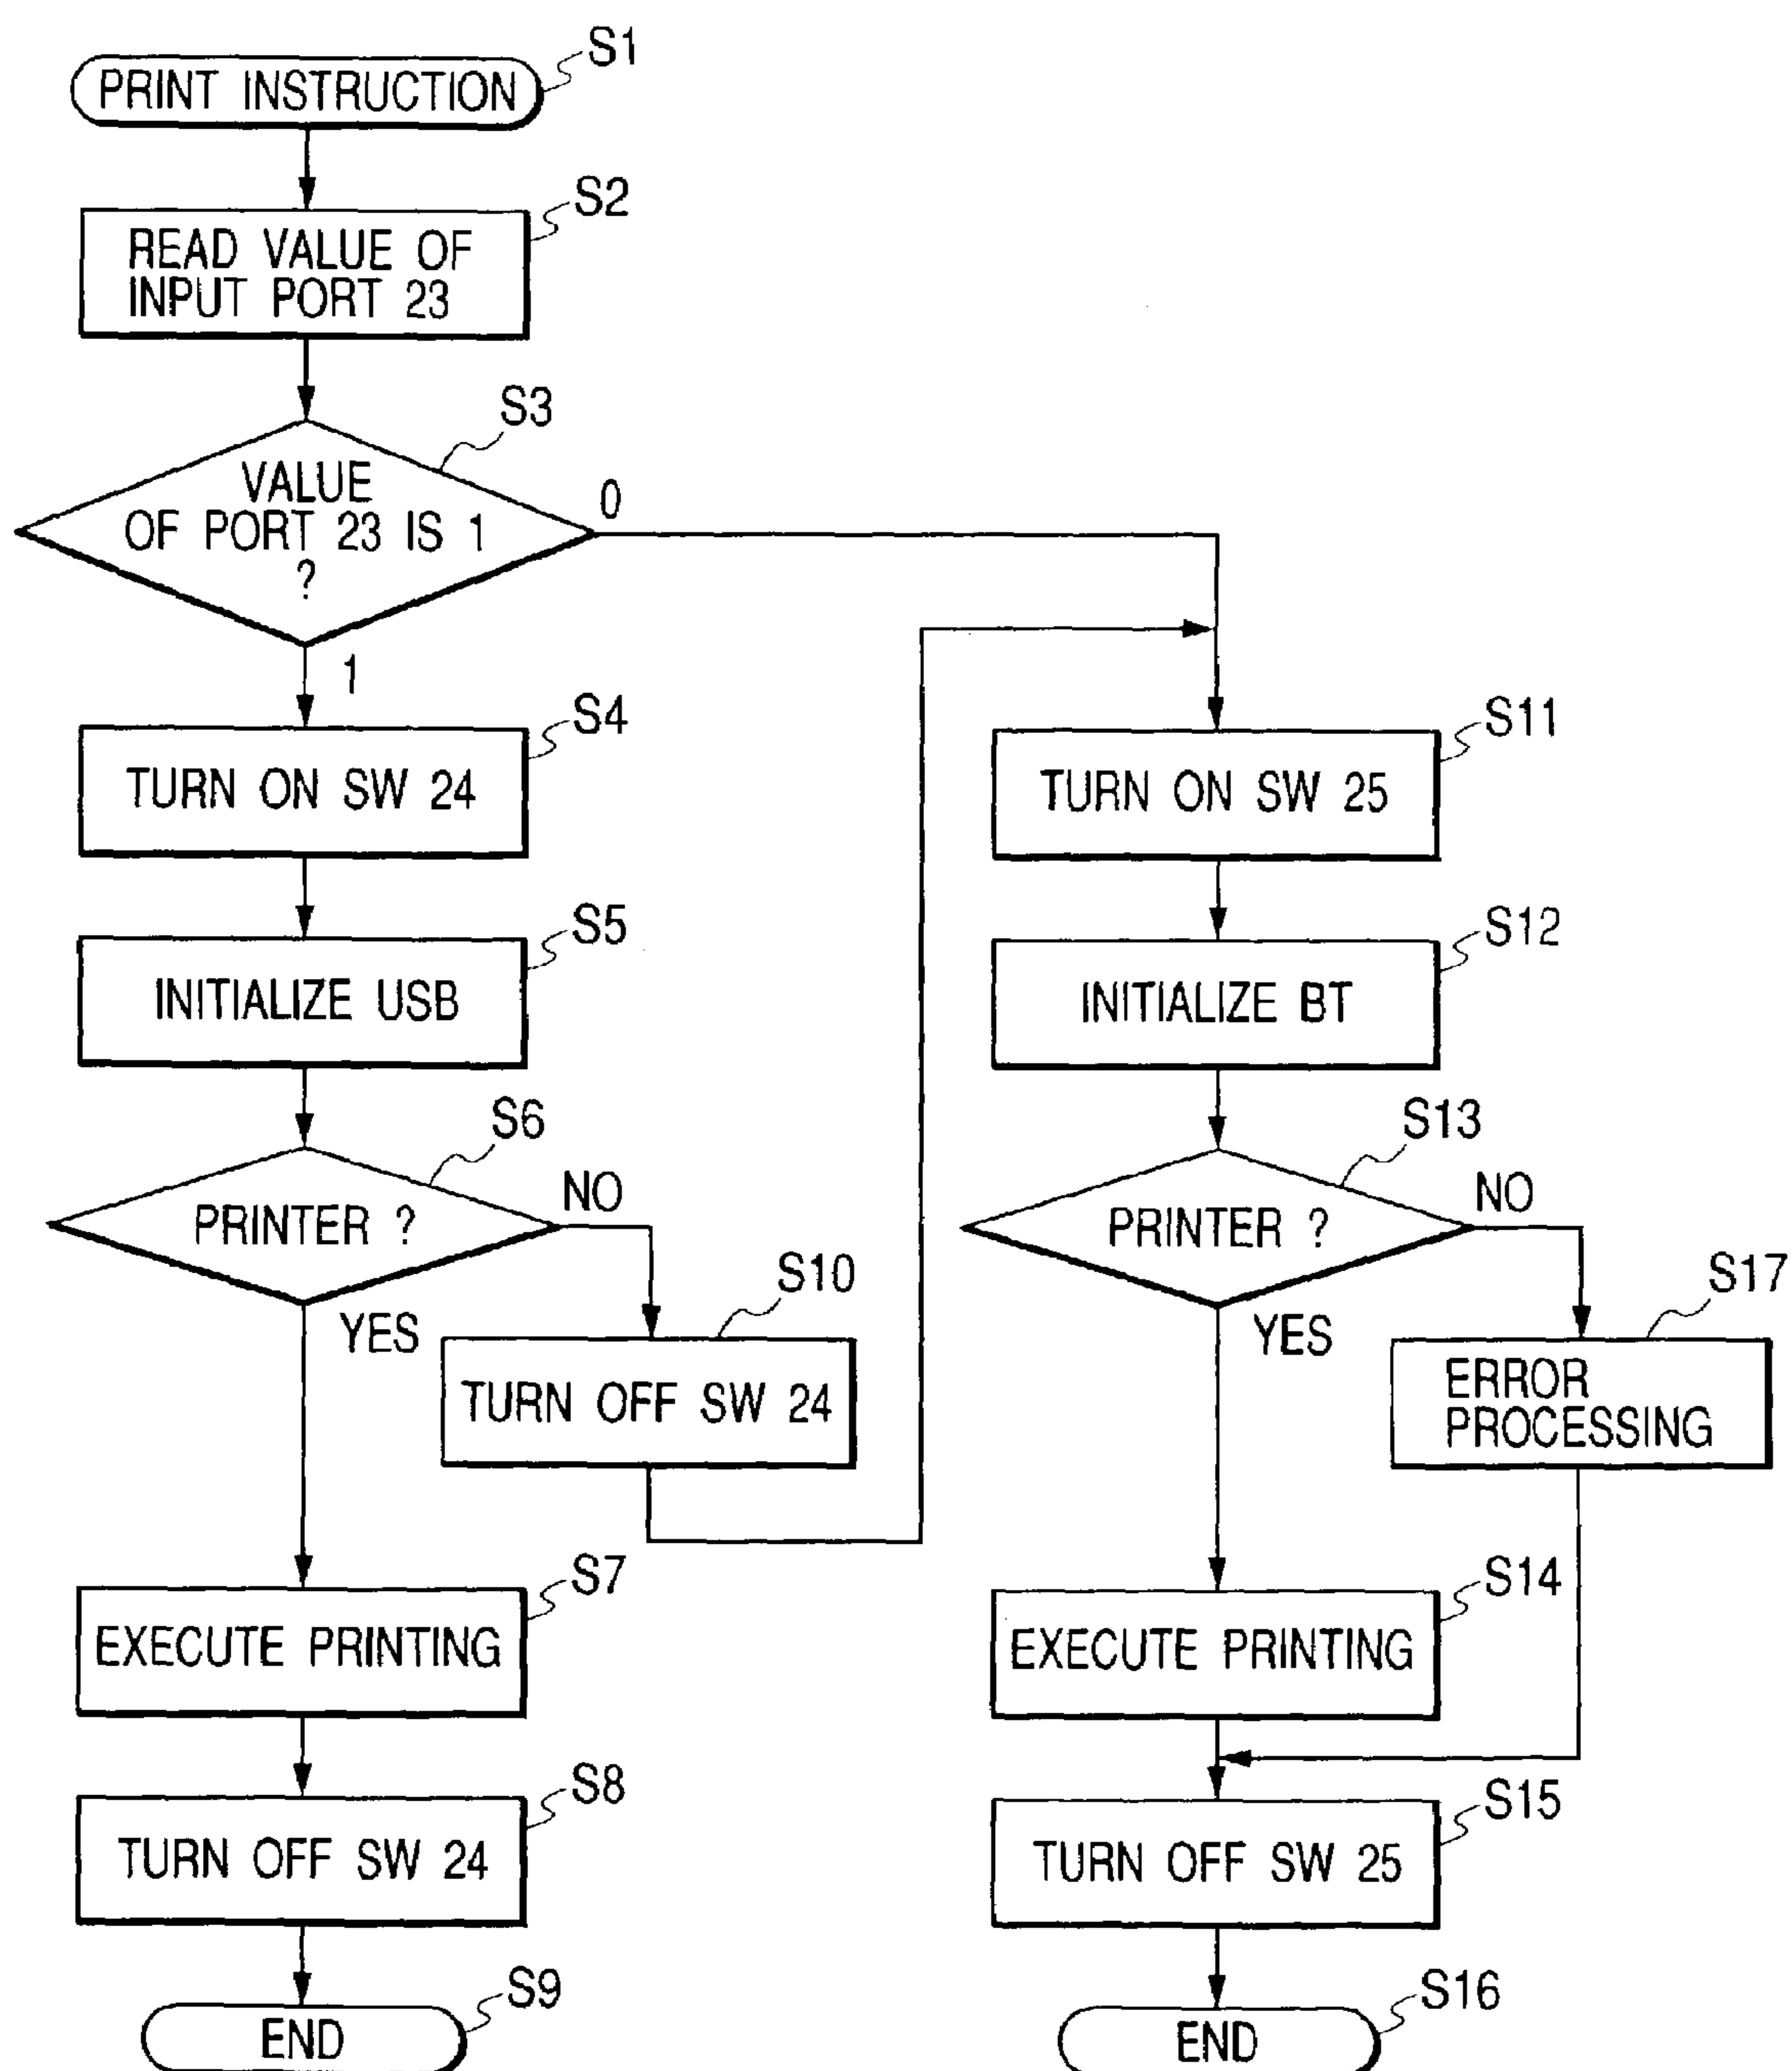 S1
PRINT INSTRUCTION
S2
READ VALUE OF
INPUT PORT 23
S3
VALUE
OF PORT 23 IS 1
?
0
1
S4
TURN ON SW 24
S5
INITIALIZE USB
S6
PRINTER ?
NO
YES
S10
TURN OFF SW 24
S7
EXECUTE PRINTING
S8
TURN OFF SW 24
S9
END
S11
TURN ON SW 25
S12
INITIALIZE BT
S13
PRINTER ?
NO
YES
S17
ERROR
PROCESSING
S14
EXECUTE PRINTING
S15
TURN OFF SW 25
S16
END